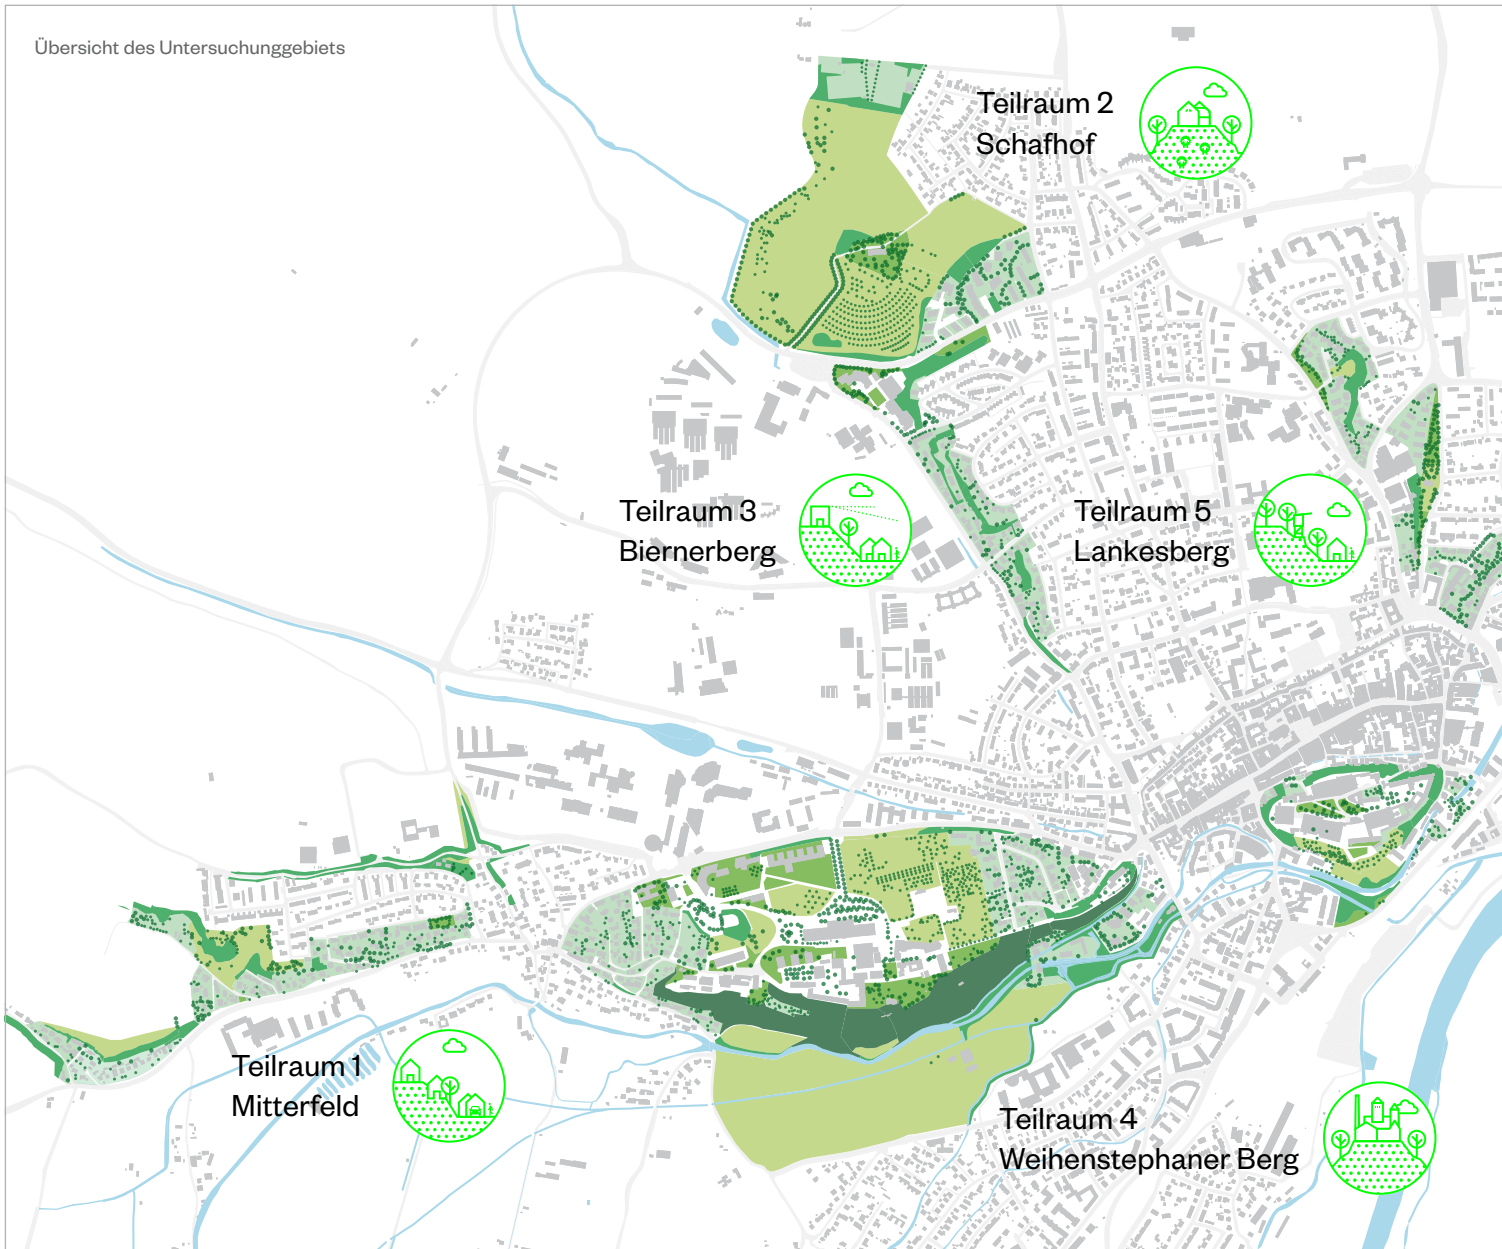 Übersicht des Untersuchunggebiets
Teilraum 2
Schafhof
Teilraum 3
Biernerberg
Teilraum 5
Lankesberg
Teilraum 1
Mitterfeld
Teilraum 4
Weihenstephaner Berg